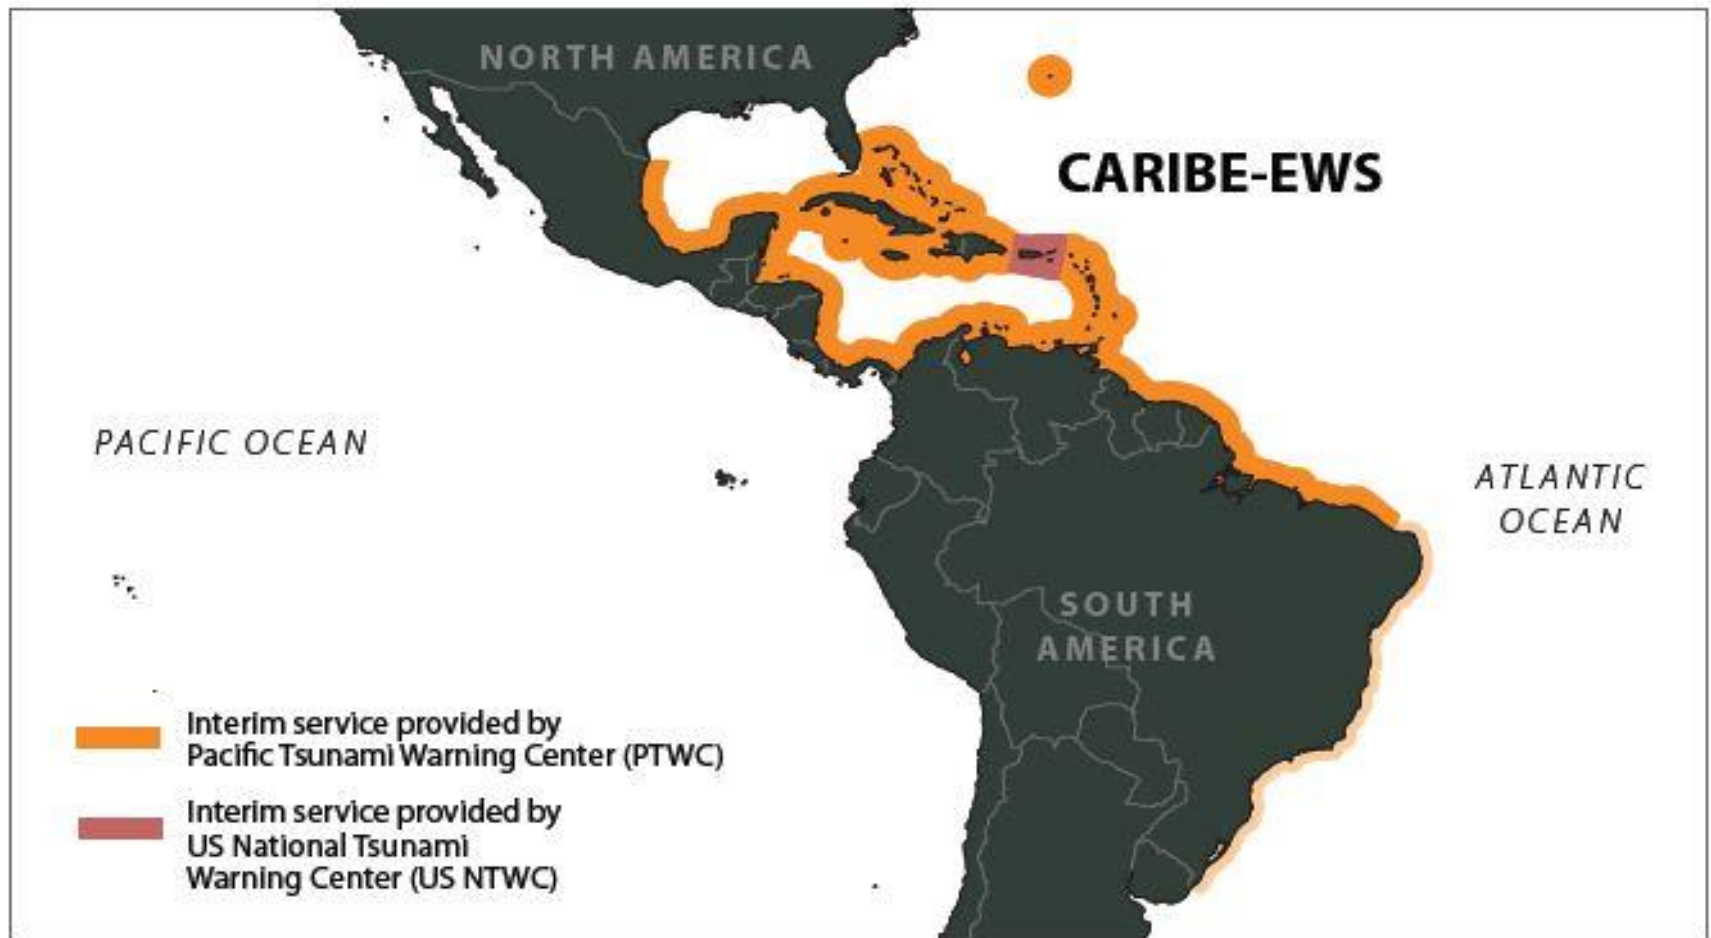 NORTH AMERICA
CARIBE-EWS
PACIFIC OCEAN
ATLANTIC
OCEAN
SOUTH
AMERICA
Interim service provided by
Pacific Tsunami Warning Center (PTWC)
Interim service provided by
US National Tsunami
Warning Center (US NTWC)